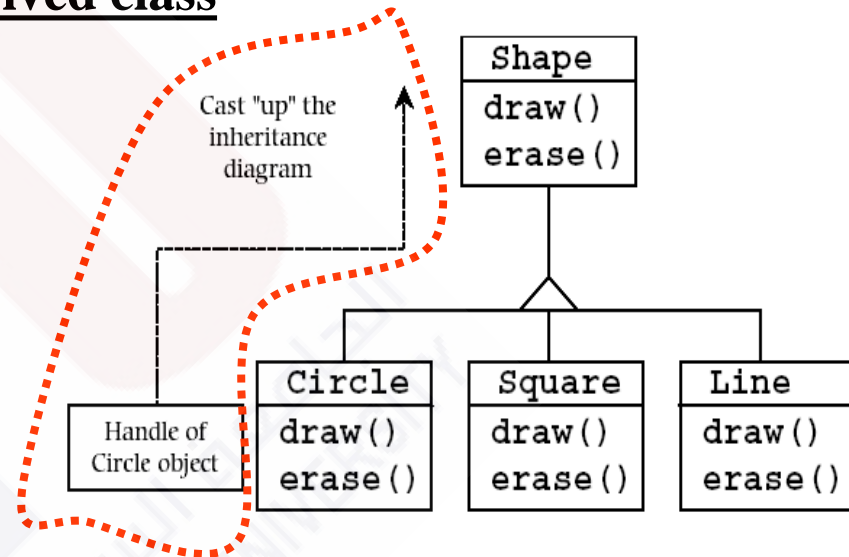 ived class
Cast "up" the
inheritance
diagram
Shape
draw()
erase()
Handle of
Circle object
Circle
draw()
erase()
Square
draw()
erase()
Line
draw()
erase()
UNIVERSITY